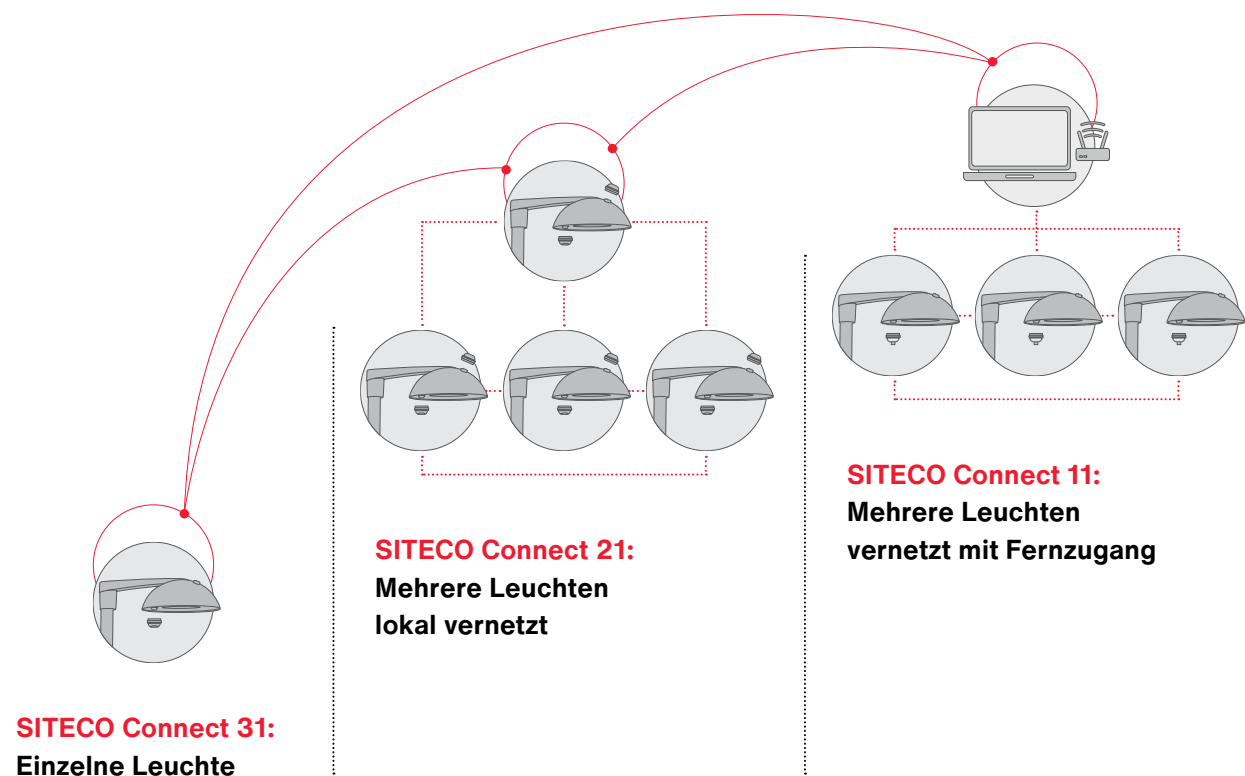 SITECO Connect 31:
Einzelne Leuchte
SITECO Connect 21:
Mehrere Leuchten
lokal vernetzt
SITECO Connect 11:
Mehrere Leuchten
vernetzt mit Fernzugang